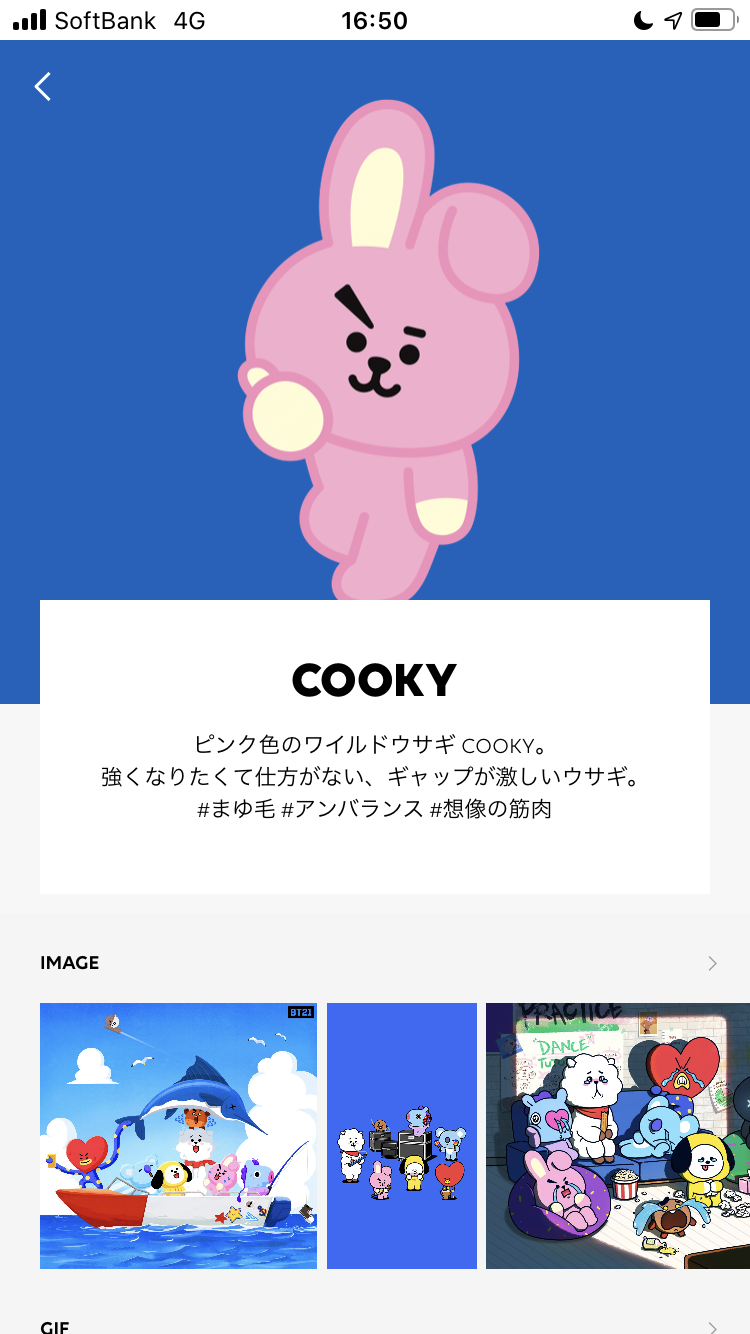 SoftBank 4G 16:50
COOKY
ピンク色のワイルドウサギ COOKY。
強くなりたくて仕方がない、ギャップが激しいウサギ。
#まゆ毛 #アンバランス #想像の筋肉
IMAGE
BT21
PRACTICE
DANCE
GIF